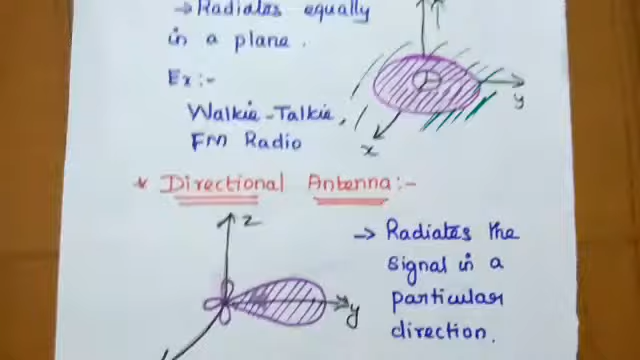 → Radiates equally
in a plane.
Ex:-
Walkie-Talkie,
FM Radio
y
x
* Directional Antenna:-
z
y
→ Radiates the
signal in a
particular
direction.